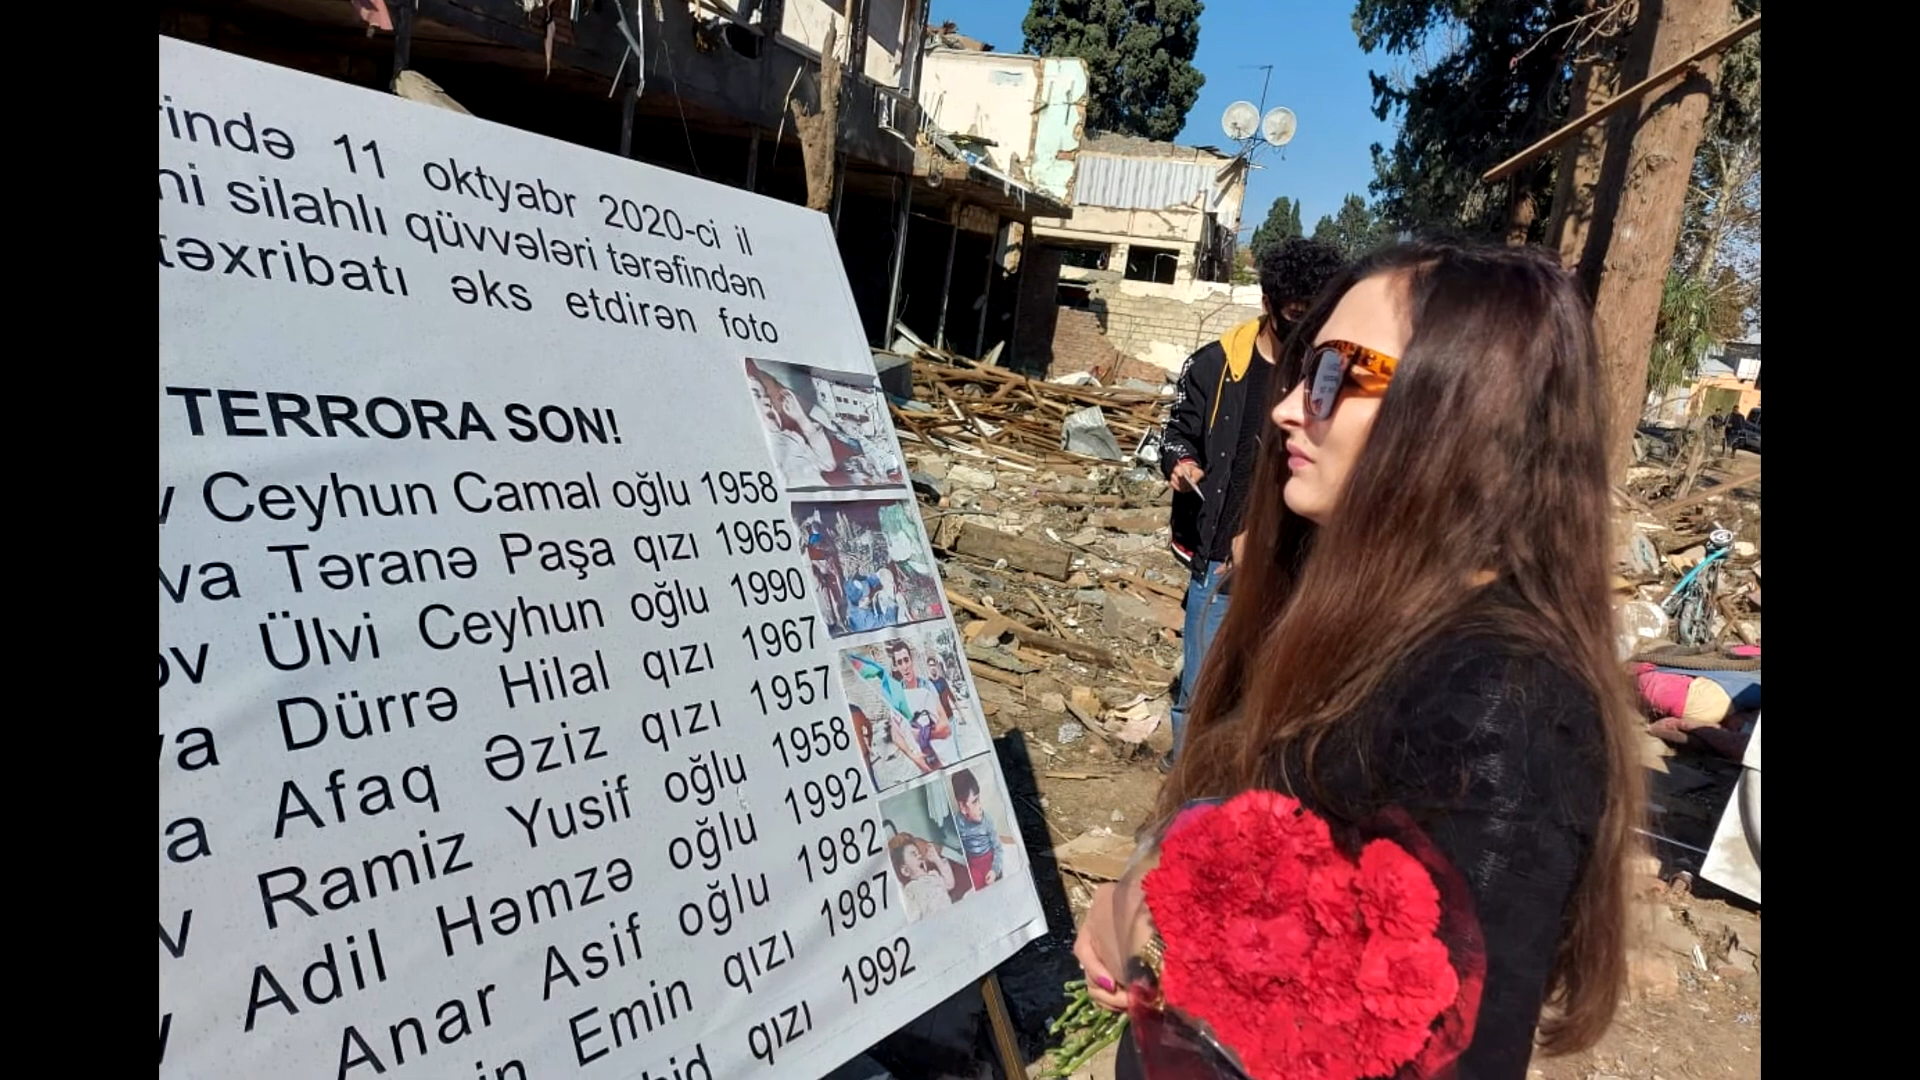 rində 11 oktyabr 2020-ci il
ni silahlı qüvvələri tərəfindən
təxribatı əks etdirən foto
TERRORA SON!
v Ceyhun Camal oğlu 1958
va Təranə Paşa qızı 1965
ov Ülvi Ceyhun oğlu 1990
va Dürrə Hilal qızı 1967
a Afaq Əziz qızı 1957
v Ramiz Yusif oğlu 1958
v Adil Həmzə oğlu 1992
Anar Asif oğlu 1982
in Emin qızı 1987
hid qızı 1992